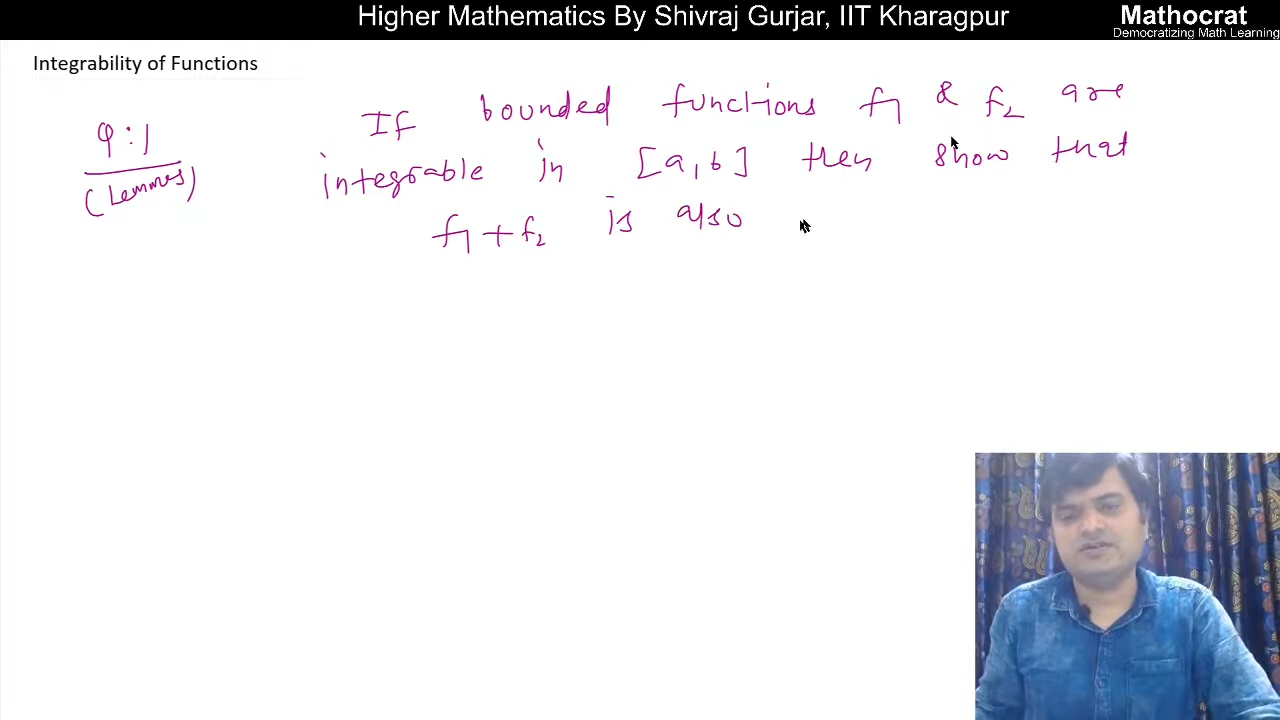 Higher Mathematics By Shivraj Gurjar, IIT Kharagpur
Mathocrat
Democratizing Math Learning
Integrability of Functions
Q:1
(Lemma)
If bounded functions f1 & f2 are
integrable in [a,b] then show that
f1+f2 is also